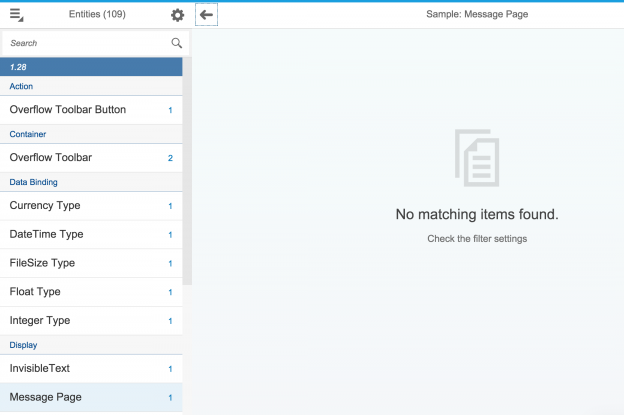 Entities (109)
Sample: Message Page
Search
1.28
Action
Overflow Toolbar Button 1
Container
Overflow Toolbar 2
Data Binding
Currency Type 1
DateTime Type 1
FileSize Type 1
Float Type 1
Integer Type 1
Display
InvisibleText 1
Message Page 1
No matching items found.
Check the filter settings